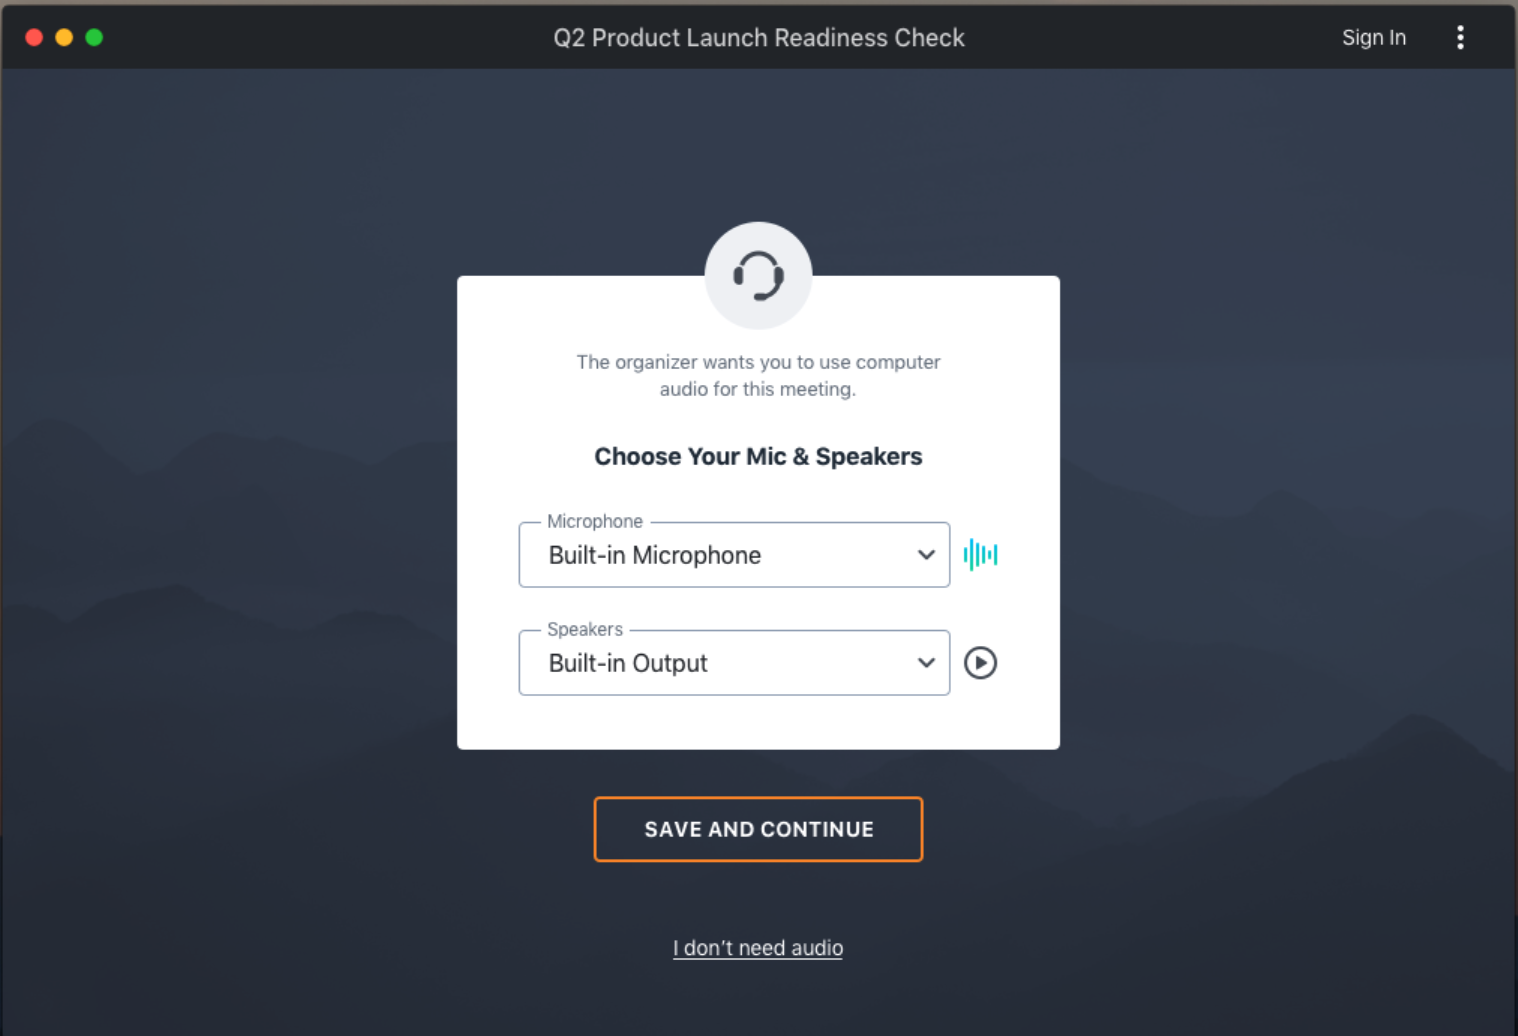 Q2 Product Launch Readiness Check
Sign In
The organizer wants you to use computer
audio for this meeting.
Choose Your Mic & Speakers
Microphone
Built-in Microphone
Speakers
Built-in Output
SAVE AND CONTINUE
I don't need audio